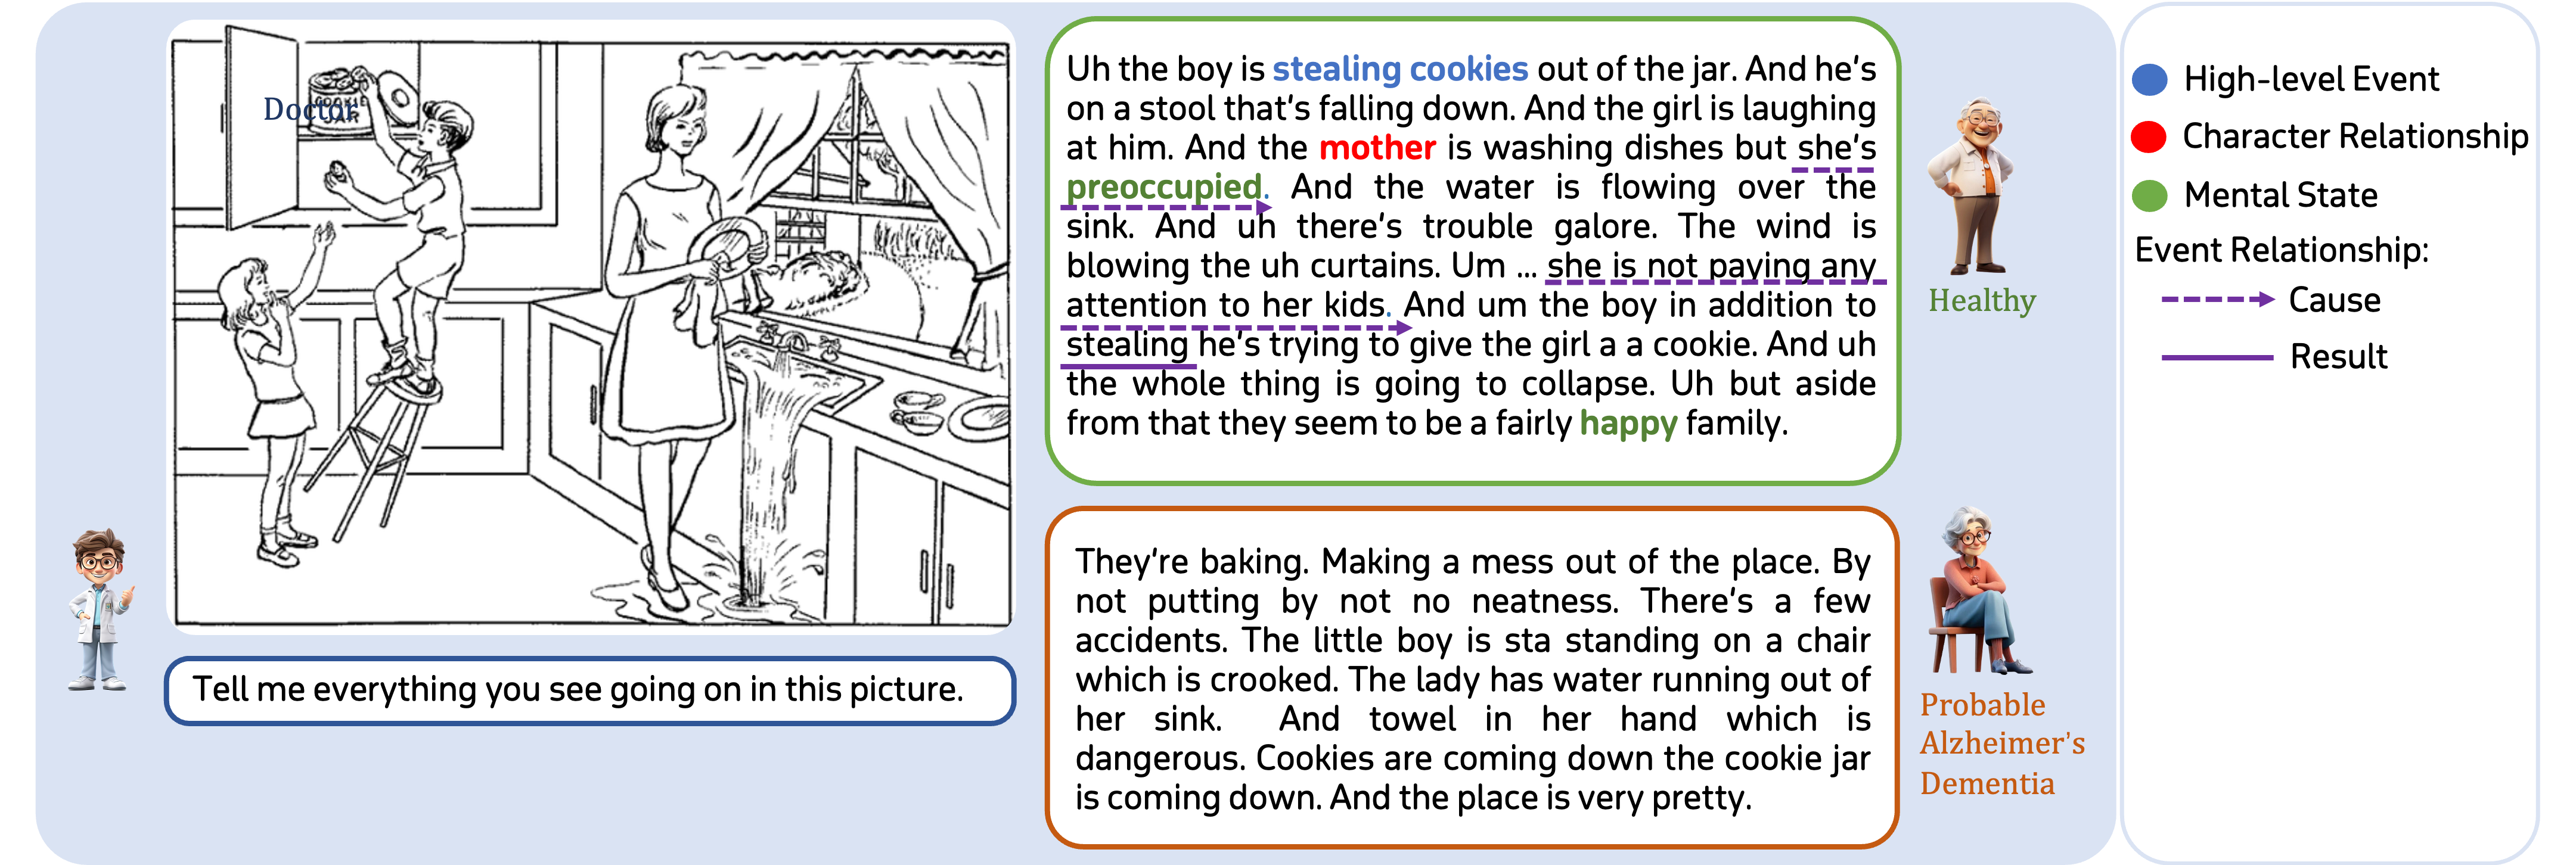 Doctor
COOKIE
JAR
Tell me everything you see going on in this picture.
Uh the boy is stealing cookies out of the jar. And he's
on a stool that's falling down. And the girl is laughing
at him. And the mother is washing dishes but she's
preoccupied. And the water is flowing over the
sink. And uh there's trouble galore. The wind is
blowing the uh curtains. Um ... she is not paying any
attention to her kids. And um the boy in addition to
stealing he's trying to give the girl a a cookie. And uh
the whole thing is going to collapse. Uh but aside
from that they seem to be a fairly happy family.
Healthy
They're baking. Making a mess out of the place. By
not putting by not no neatness. There's a few
accidents. The little boy is sta standing on a chair
which is crooked. The lady has water running out of
her sink. And towel in her hand which is
dangerous. Cookies are coming down the cookie jar
is coming down. And the place is very pretty.
Probable
Alzheimer's
Dementia
High-level Event
Character Relationship
Mental State
Event Relationship:
Cause
Result